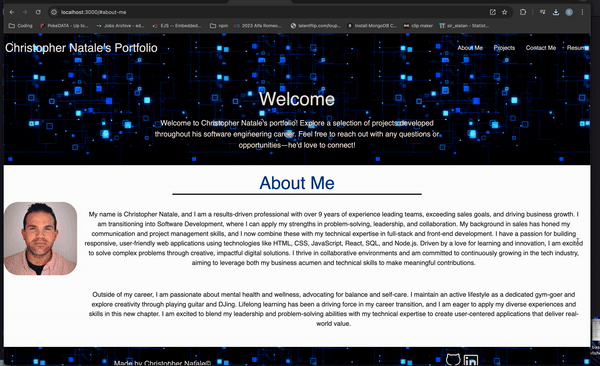 localhost:3000/#about-me
Coding
PokeDATA - Up to...
Jobs Archive - ed...
EJS -- Embedded...
npm
2023 Alfa Romeo...
latentflip.com/loup...
Install MongoDB C...
clip maker
sir_statan - Statist...
Christopher Natale's Portfolio
About Me Projects Contact Me Resum
Welcome
Welcome to Christopher Natale's portfolio! Explore a selection of projects developed
throughout his software engineering career. Feel free to reach out with any questions or
opportunities—he'd love to connect!
About Me
My name is Christopher Natale, and I am a results-driven professional with over 9 years of experience leading teams, exceeding sales goals, and driving business growth. I
am transitioning into Software Development, where I can apply my strengths in problem-solving, leadership, and collaboration. My background in sales has honed my
communication and project management skills, and I now combine these with my technical expertise in full-stack and front-end development. I have a passion for building
responsive, user-friendly web applications using technologies like HTML, CSS, JavaScript, React, SQL, and Node.js. Driven by a love for learning and innovation, I am excited
to solve complex problems through creative, impactful digital solutions. I thrive in collaborative environments and am committed to continuously growing in the tech industry,
aiming to leverage both my business acumen and technical skills to make meaningful contributions.
Outside of my career, I am passionate about mental health and wellness, advocating for balance and self-care. I maintain an active lifestyle as a dedicated gym-goer and
explore creativity through playing guitar and DJing. Lifelong learning has been a driving force in my career transition, and I am eager to apply my diverse experiences and
skills in this new chapter. I am excited to blend my leadership and problem-solving abilities with my technical expertise to create user-centered applications that deliver real-
world value.
Made by Christopher Natale©
in